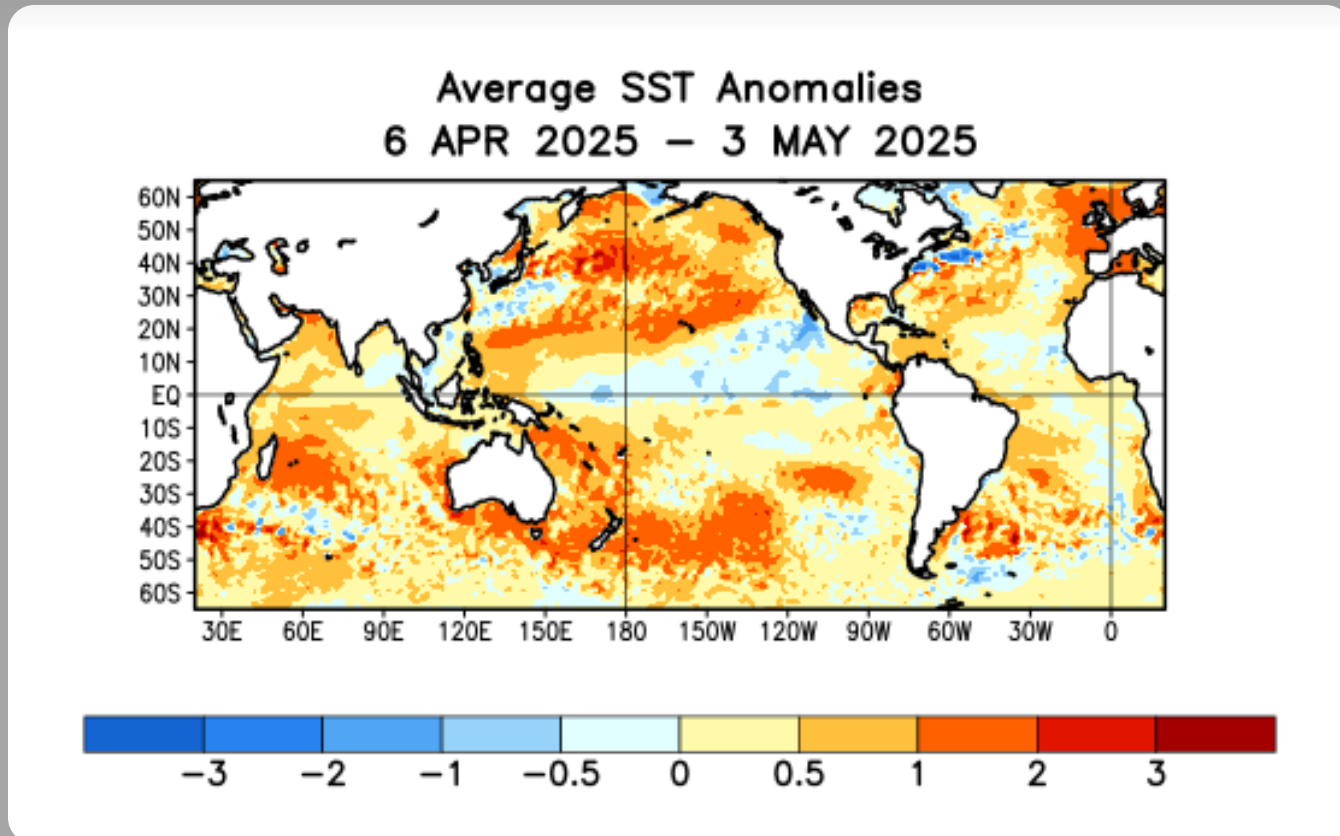 Average SST Anomalies
6 APR 2025 – 3 MAY 2025
60N
50N
40N
30N
20N
10N
EQ
10S
20S
30S
40S
50S
60S
30E 60E 90E 120E 150E 180 150W 120W 90W 60W 30W 0
−3 −2 −1 −0.5 0 0.5 1 2 3